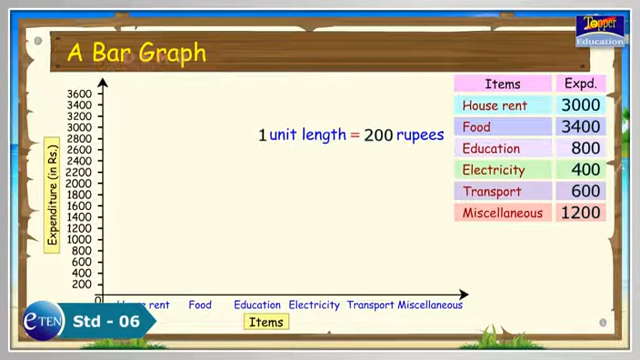 Topper
Education
A Bar Graph
Items Expd.
House rent 3000
Food 3400
Education 800
Electricity 400
Transport 600
Miscellaneous 1200
1 unit length = 200 rupees
Expenditure (in Rs.)
3600
3400
3200
3000
2800
2600
2400
2200
2000
1800
1600
1400
1200
1000
800
600
400
200
rent Food Education Electricity Transport Miscellaneous
Items
eTEN
Std - 06